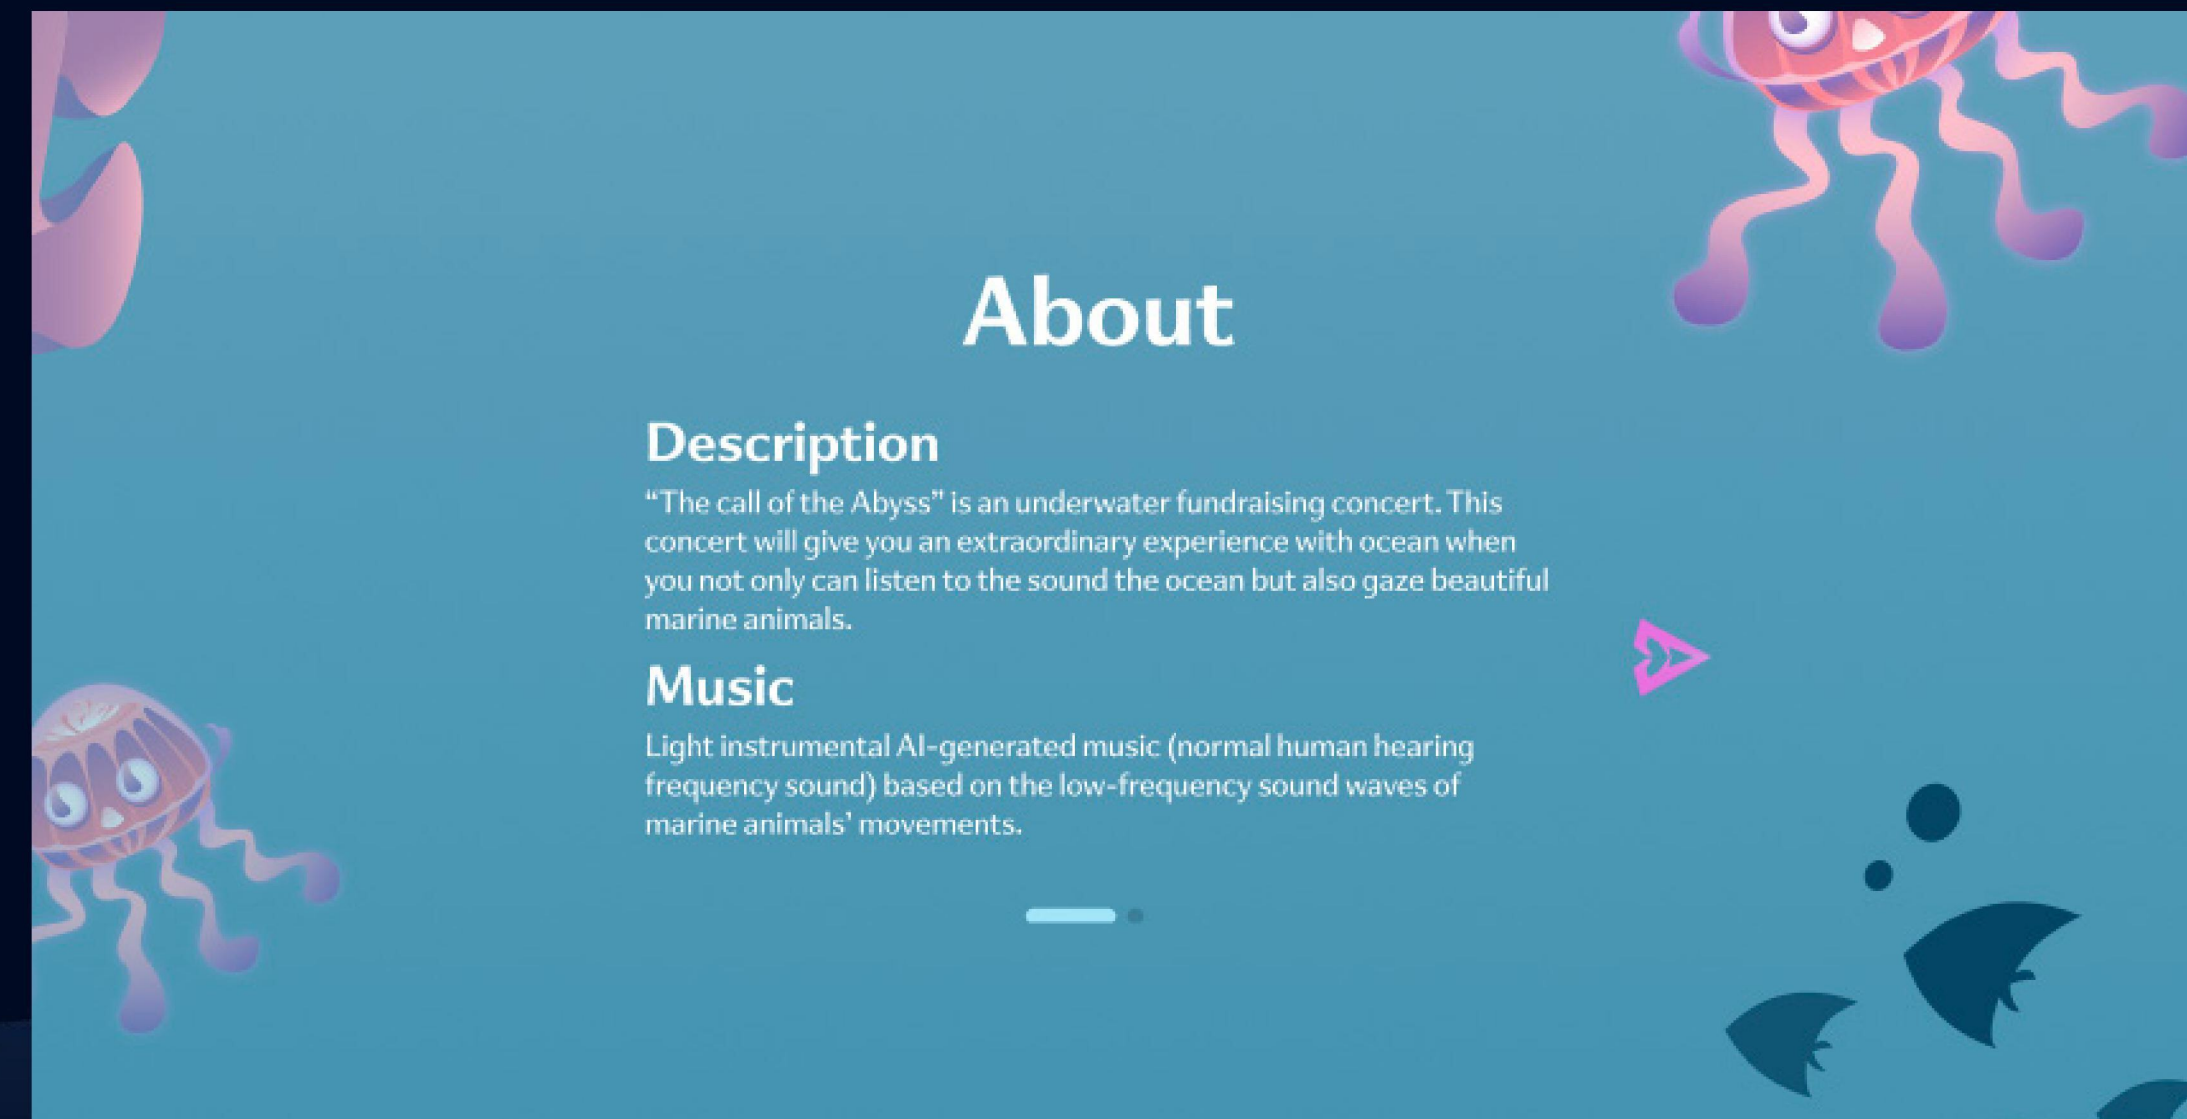 About
Description
“The call of the Abyss” is an underwater fundraising concert. This
concert will give you an extraordinary experience with ocean when
you not only can listen to the sound the ocean but also gaze beautiful
marine animals.
Music
Light instrumental AI-generated music (normal human hearing
frequency sound) based on the low-frequency sound waves of
marine animals’ movements.